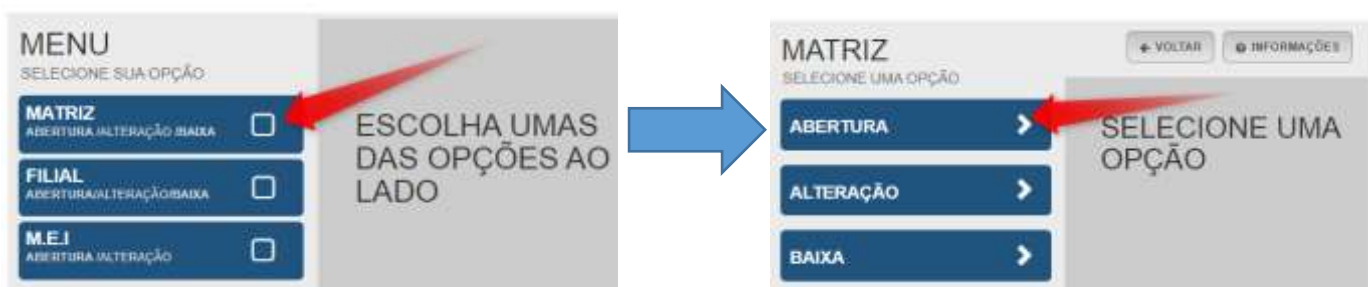 MENU
SELECIONE SUA OPÇÃO
MATRIZ
ABERTURA /ALTERAÇÃO /BAIXA
FILIAL
ABERTURA/ALTERAÇÃO/BAIXA
M.E.I
ABERTURA /ALTERAÇÃO
ESCOLHA UMAS
DAS OPÇÕES AO
LADO
MATRIZ
SELECIONE UMA OPÇÃO
VOLTAR
INFORMAÇÕES
ABERTURA
ALTERAÇÃO
BAIXA
SELECIONE UMA
OPÇÃO